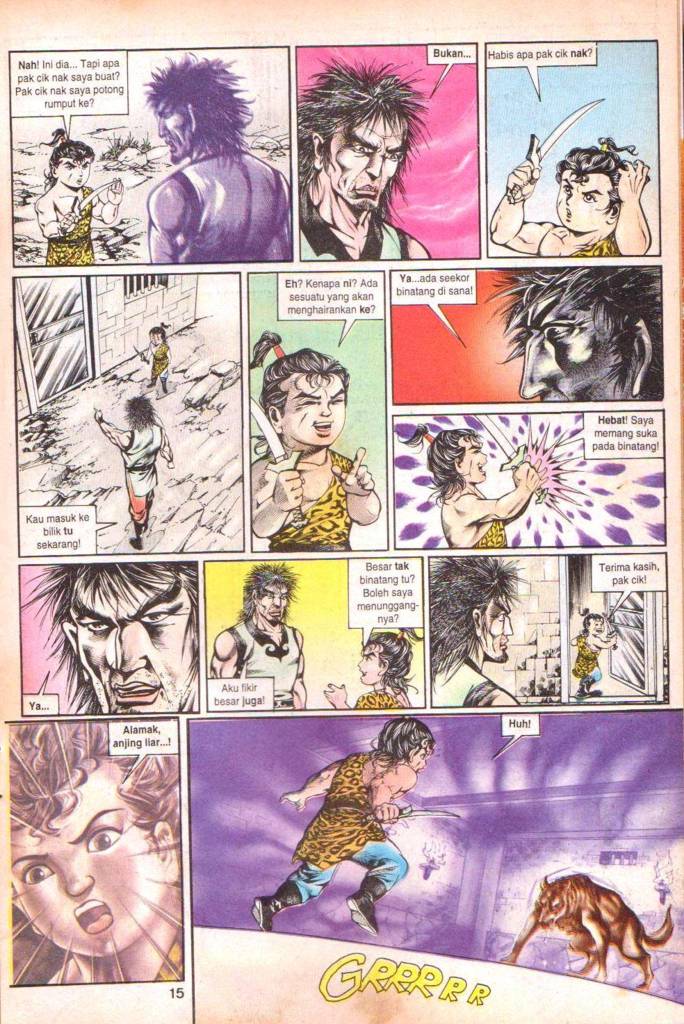 Nah! Ini dia... Tapi apa
pak cik nak saya buat?
Pak cik nak saya potong
rumput ke?
Bukan...
Habis apa pak cik nak?
Kau masuk ke
bilik tu
sekarang!
Eh? Kenapa ni? Ada
sesuatu yang akan
menghairankan ke?
Ya...ada seekor
binatang di sana!
Hebat! Saya
memang suka
pada binatang!
Ya...
Aku fikir
besar juga!
Besar tak
binatang tu?
Boleh saya
menunggang-
nya?
Terima kasih,
pak cik!
Alamak,
anjing liar...!
Huh!
GRRRRRR
15